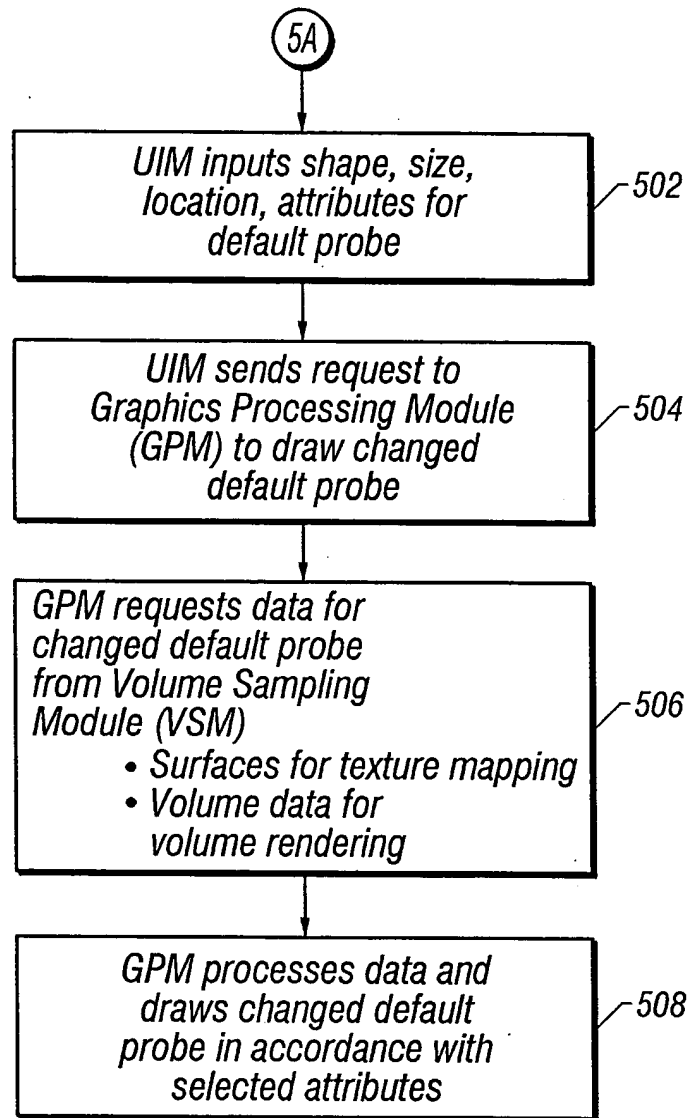 5A
UIM inputs shape, size,
location, attributes for
default probe
502
UIM sends request to
Graphics Processing Module
(GPM) to draw changed
default probe
504
GPM requests data for
changed default probe
from Volume Sampling
Module (VSM)
• Surfaces for texture mapping
• Volume data for
volume rendering
506
GPM processes data and
draws changed default
probe in accordance with
selected attributes
508